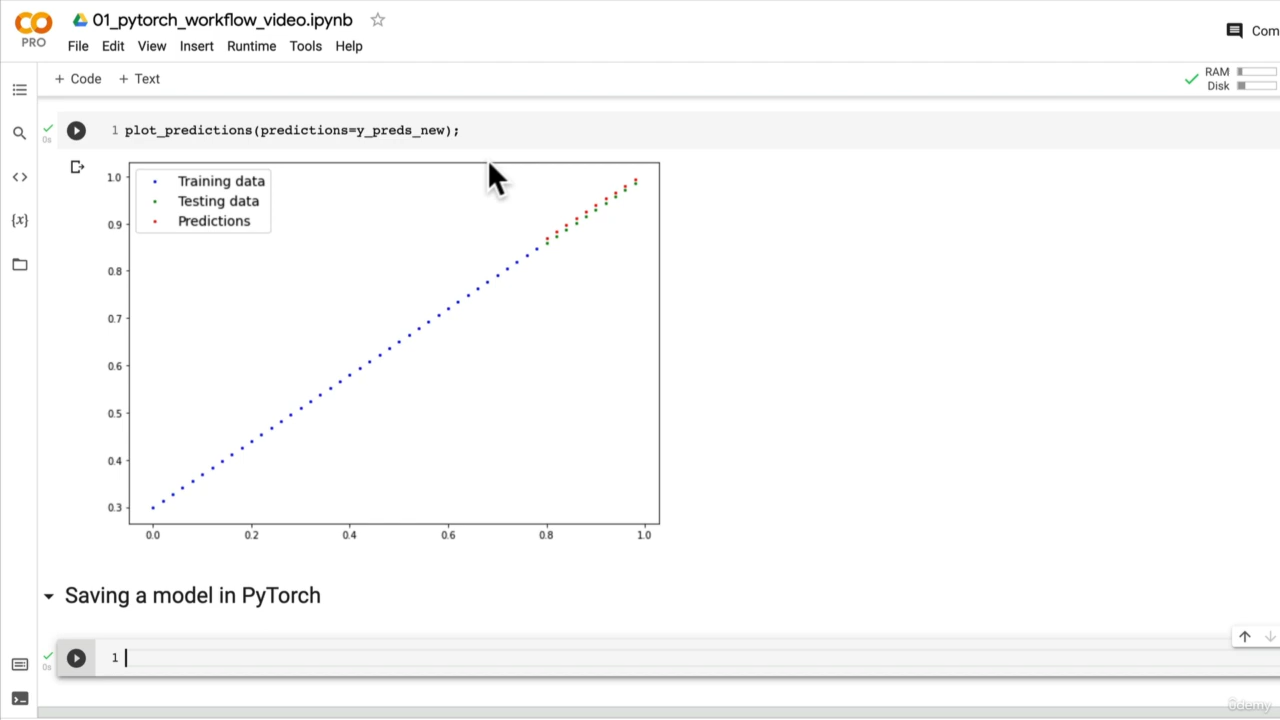 PRO
01_pytorch_workflow_video.ipynb
File Edit View Insert Runtime Tools Help
Com
+ Code + Text
RAM
Disk
0s
1 plot_predictions(predictions=y_preds_new);
Training data
Testing data
Predictions
1.0
0.9
0.8
0.7
0.6
0.5
0.4
0.3
0.0 0.2 0.4 0.6 0.8 1.0
Saving a model in PyTorch
0s
1
ûdemy